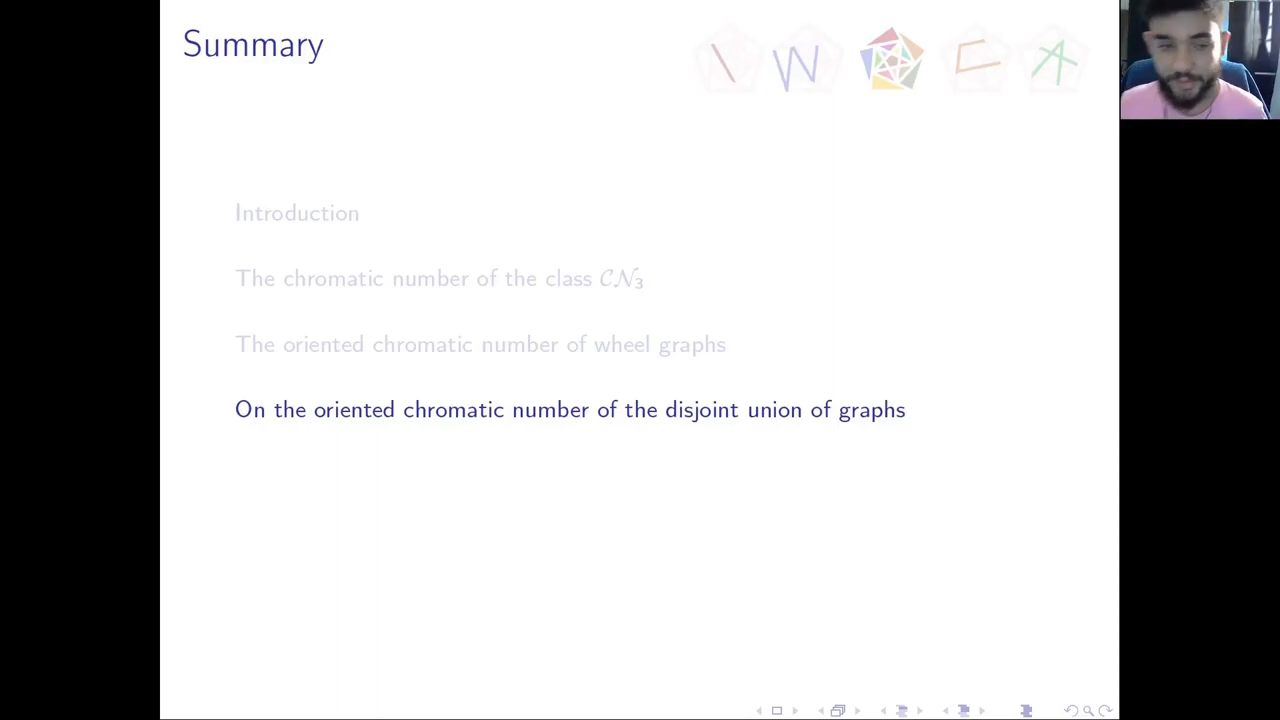 Summary
Introduction
The chromatic number of the class 𝒞𝒩₃
The oriented chromatic number of wheel graphs
On the oriented chromatic number of the disjoint union of graphs